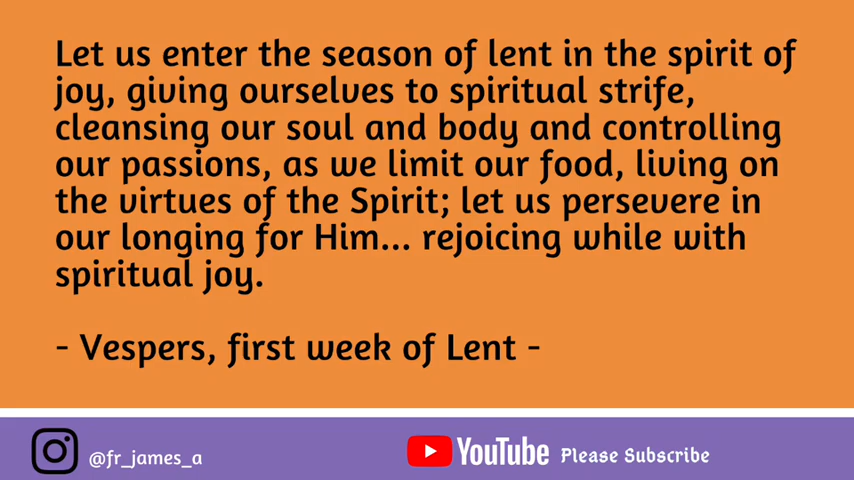 Let us enter the season of lent in the spirit of
joy, giving ourselves to spiritual strife,
cleansing our soul and body and controlling
our passions, as we limit our food, living on
the virtues of the Spirit; let us persevere in
our longing for Him... rejoicing while with
spiritual joy.
- Vespers, first week of Lent -
@fr_james_a
YouTube Please Subscribe